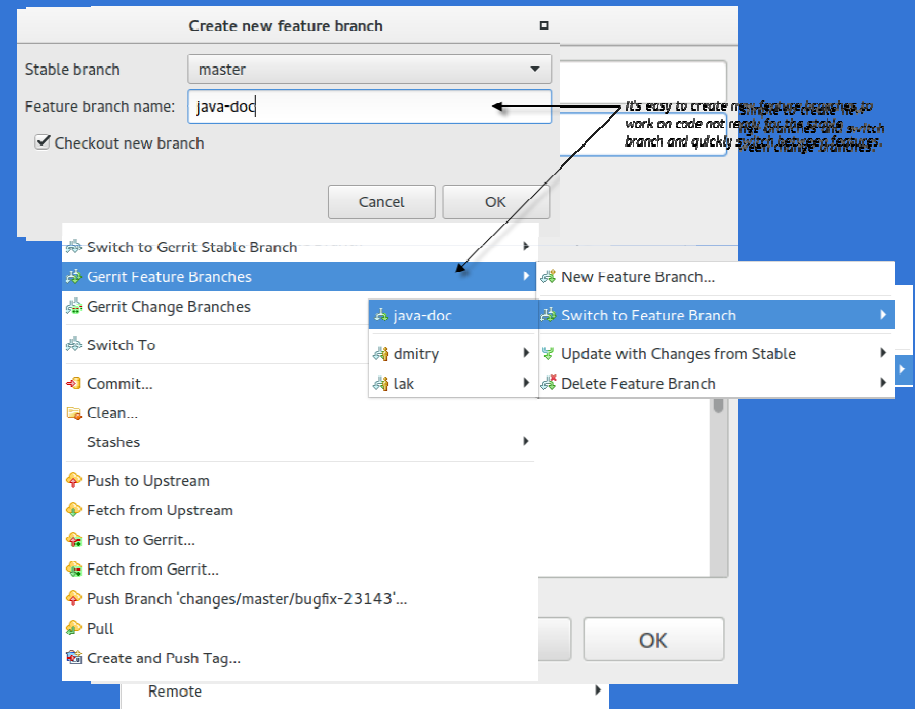 Create new feature branch
Stable branch
master
Feature branch name:
java-doc
It's easy to create new feature branches to
work on code not ready for the stable
branch and quickly switch between features.
Checkout new branch
Cancel
OK
Switch to Gerrit Stable Branch
Gerrit Feature Branches
New Feature Branch...
Gerrit Change Branches
java-doc
Switch to Feature Branch
Switch To
dmitry
Update with Changes from Stable
Commit...
lak
Delete Feature Branch
Clean...
Stashes
Push to Upstream
Fetch from Upstream
Push to Gerrit...
Fetch from Gerrit...
Push Branch 'changes/master/bugfix-23143'...
Pull
OK
Create and Push Tag...
Remote